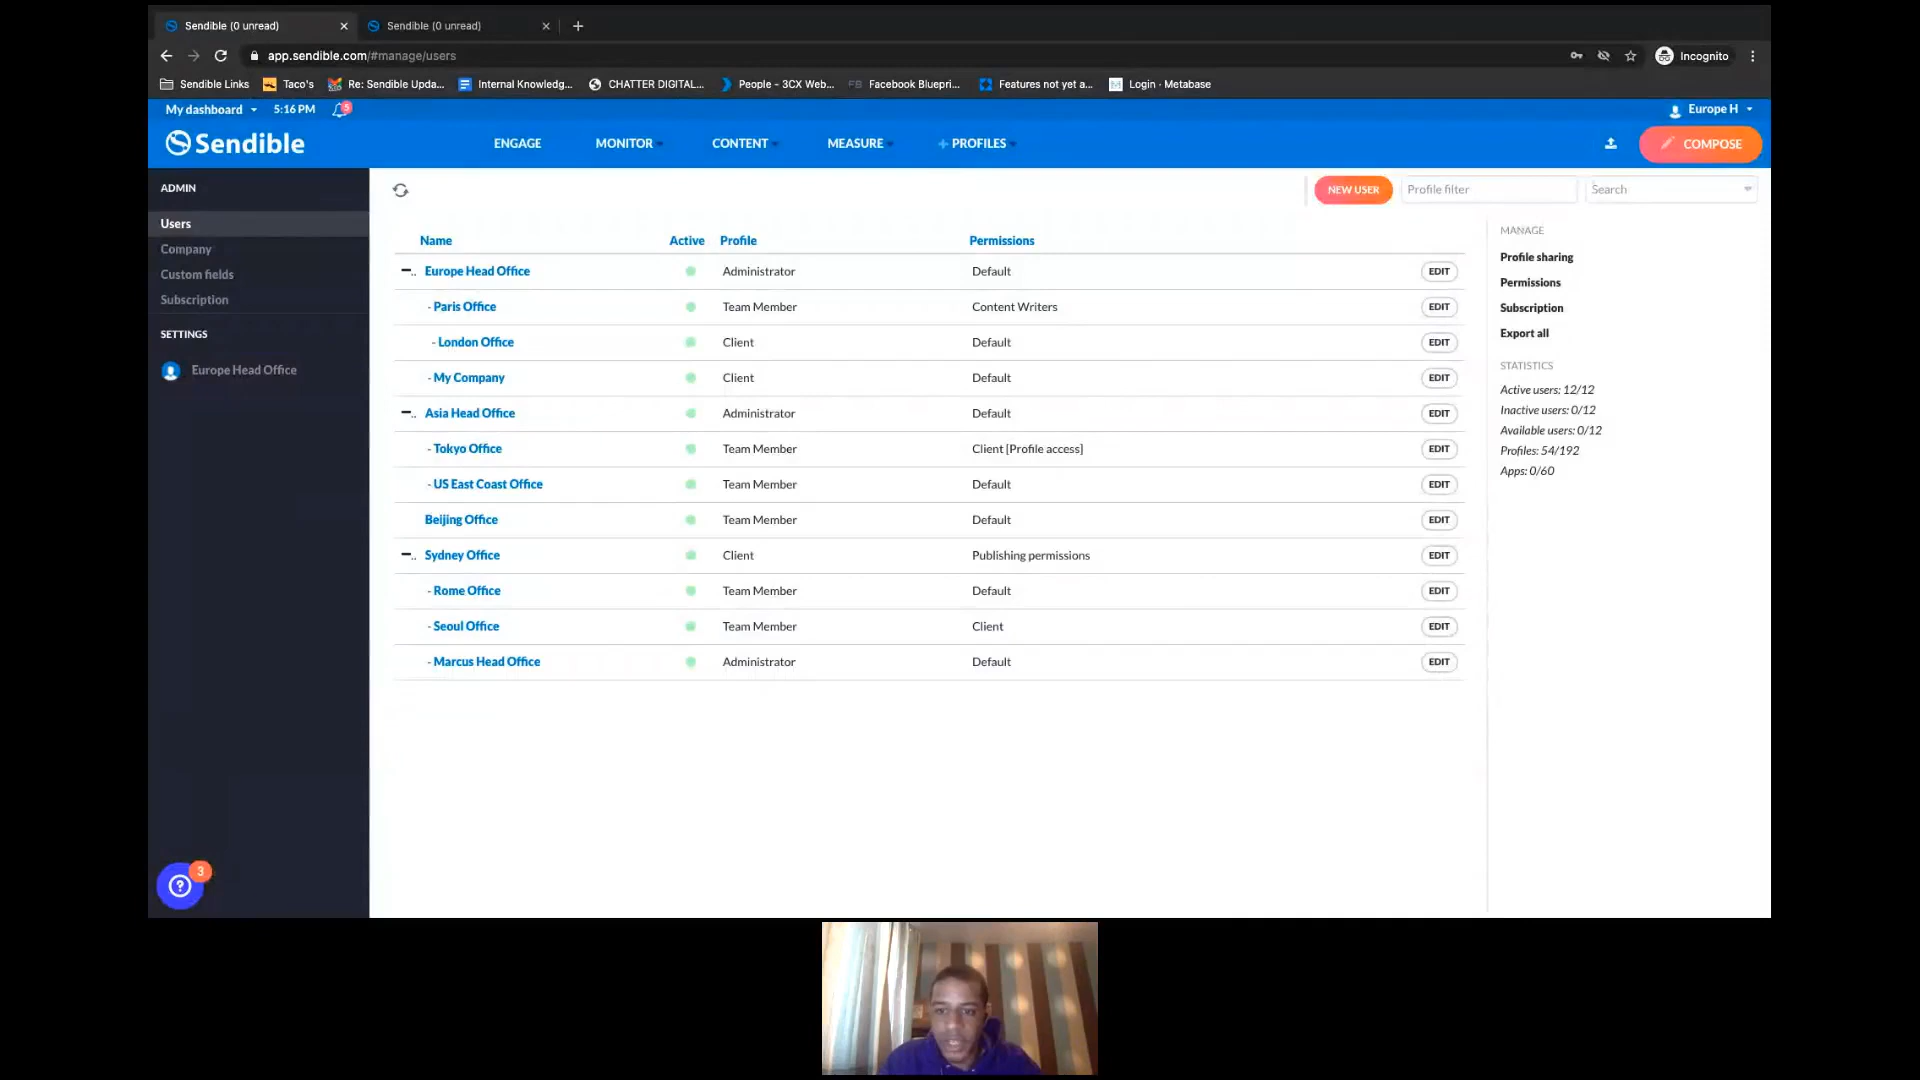 Sendible (0 unread)
Sendible (0 unread)
app.sendible.com/#manage/users
Incognito
Sendible Links
Taco's
Re: Sendible Upda...
Internal Knowledg...
CHATTER DIGITAL...
People - 3CX Web...
FB Facebook Blueprı...
Features not yet a...
Login · Metabase
My dashboard
5:16 PM
5
Europe H
Sendible
ENGAGE
MONITOR
CONTENT
MEASURE
+ PROFILES
COMPOSE
ADMIN
Users
Company
Custom fields
Subscription
SETTINGS
Europe Head Office
NEW USER
Profile filter
Search
Name Active Profile Permissions
Europe Head Office Administrator Default EDIT
- Paris Office Team Member Content Writers EDIT
- London Office Client Default EDIT
- My Company Client Default EDIT
Asia Head Office Administrator Default EDIT
- Tokyo Office Team Member Client [Profile access] EDIT
- US East Coast Office Team Member Default EDIT
Beijing Office Team Member Default EDIT
Sydney Office Client Publishing permissions EDIT
- Rome Office Team Member Default EDIT
- Seoul Office Team Member Client EDIT
- Marcus Head Office Administrator Default EDIT
MANAGE
Profile sharing
Permissions
Subscription
Export all
STATISTICS
Active users: 12/12
Inactive users: 0/12
Available users: 0/12
Profiles: 54/192
Apps: 0/60
3